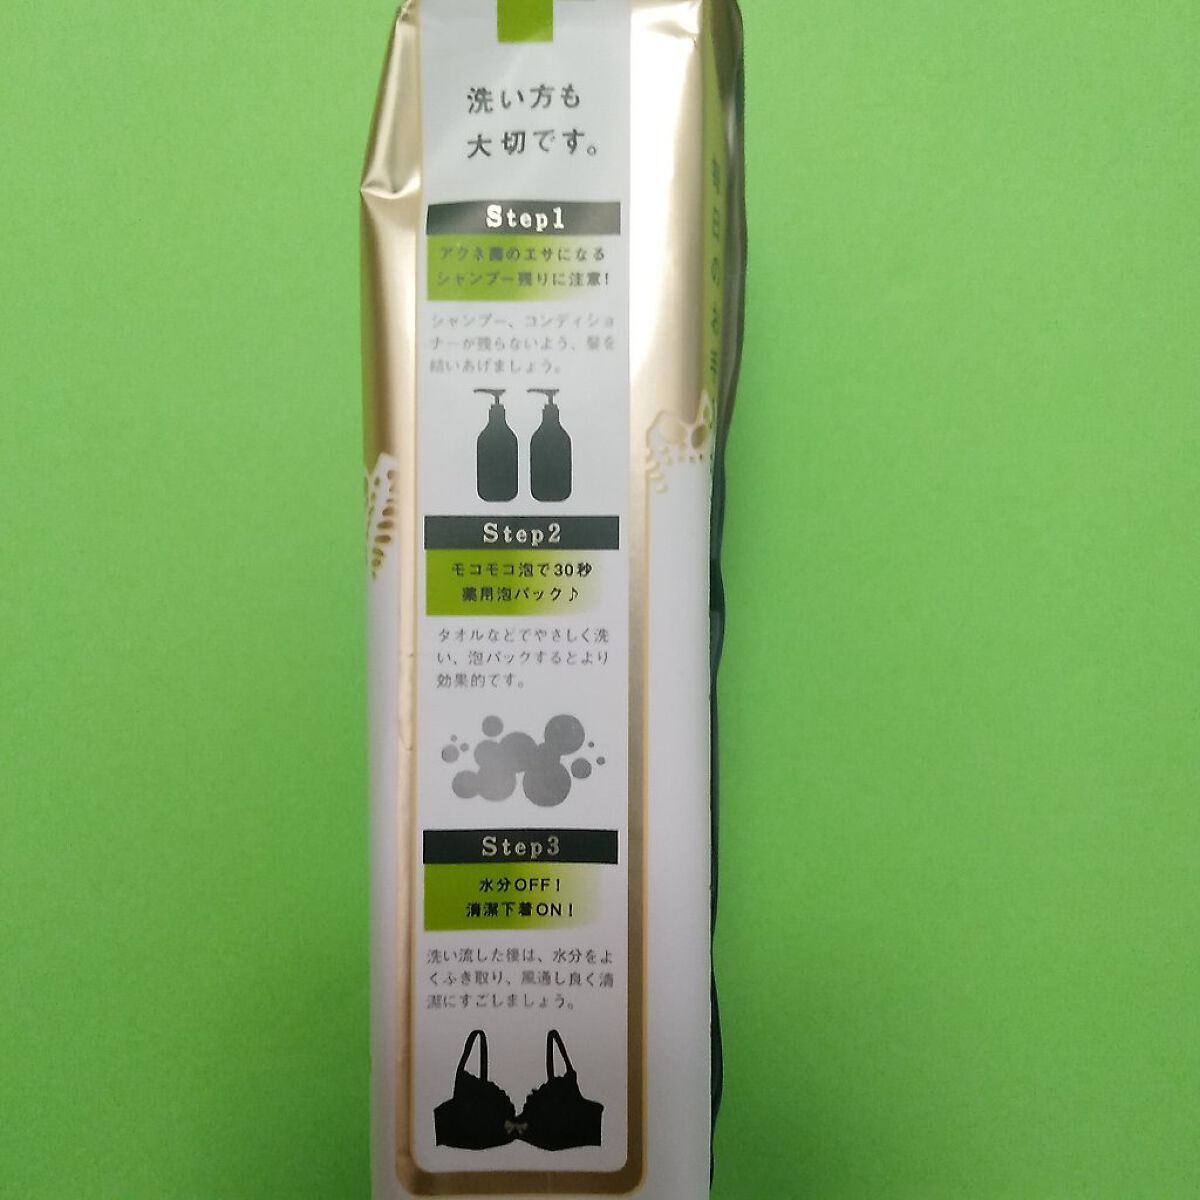 洗い方も
大切です。
Step1
アクネ菌のエサになる
シャンプー残りに注意！
シャンプー、コンディショ
ナーが残らないよう、髪を
結いあげましょう。
Step2
モコモコ泡で30秒
薬用泡パック♪
タオルなどでやさしく洗
い、泡パックするとより
効果的です。
Step3
水分OFF！
清潔下着ON！
洗い流した後は、水分をよ
くふき取り、風通し良く清
潔にすごしましょう。